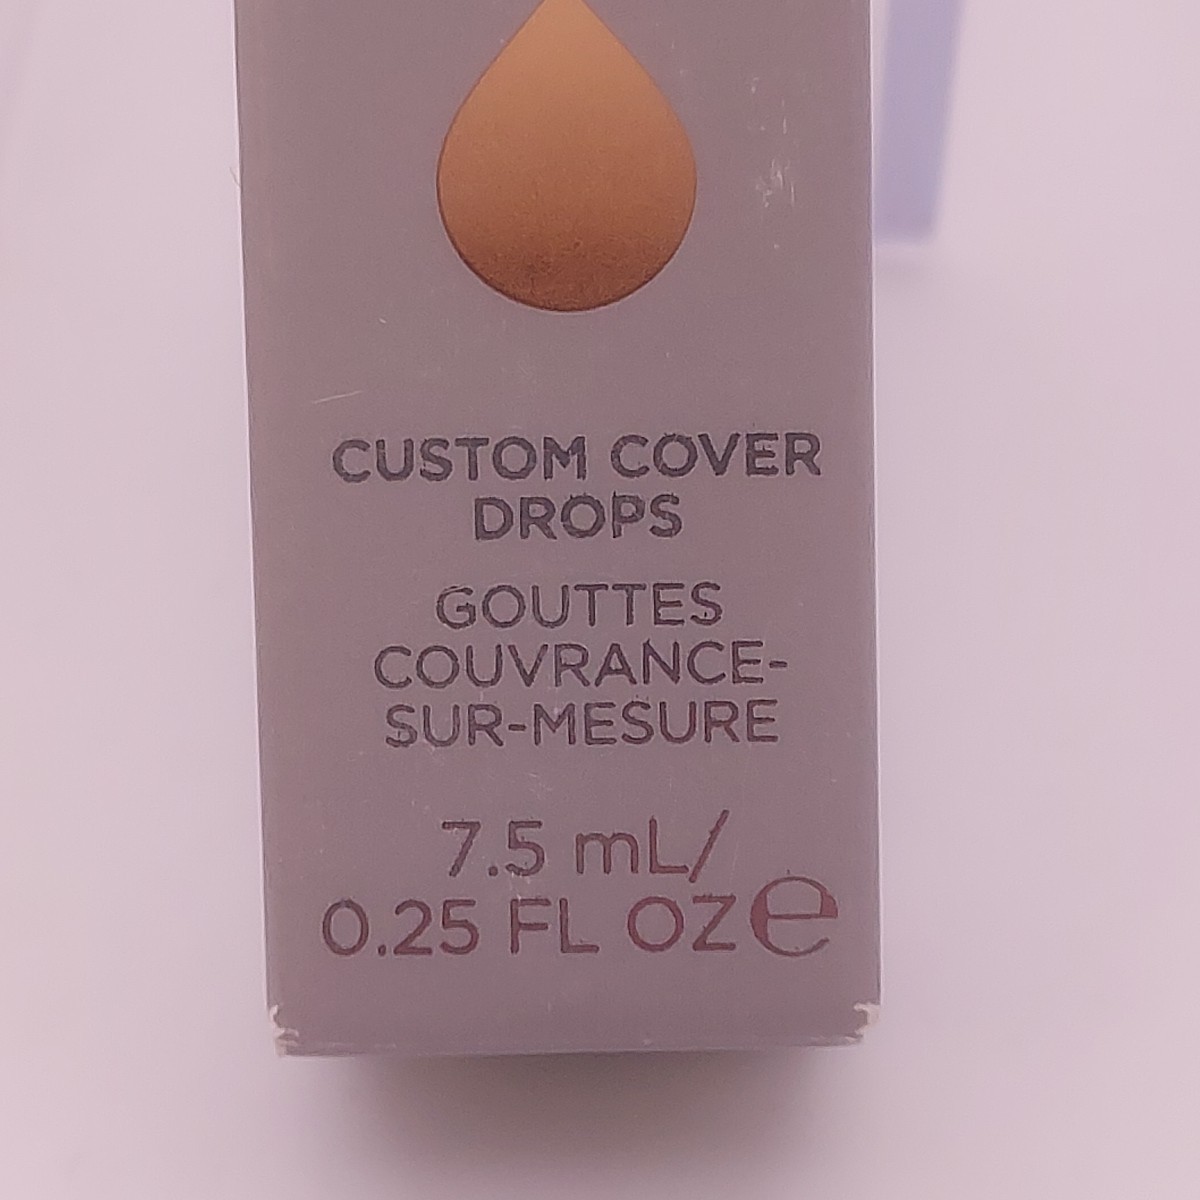 CUSTOM COVER
DROPS
GOUTTES
COUVRANCE-
SUR-MESURE
7.5 mL/
0.25 FL OZ e